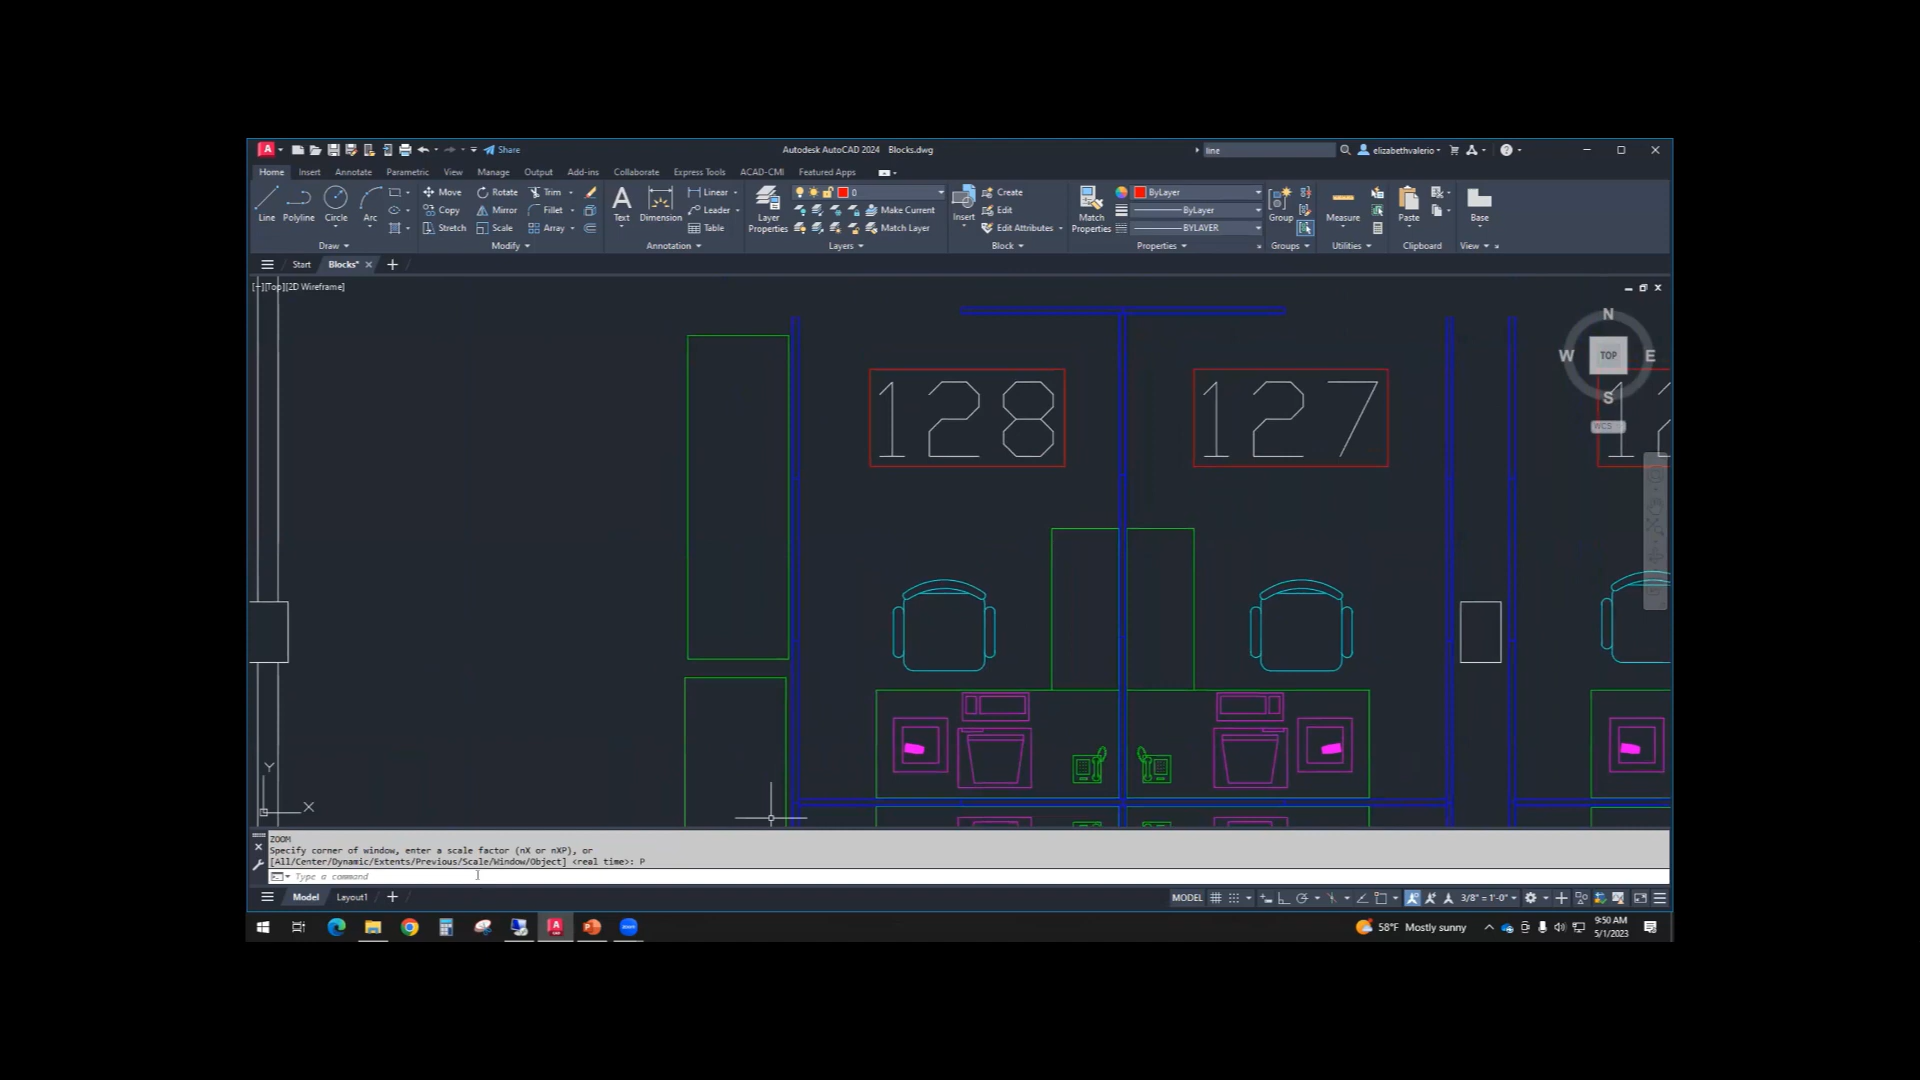 Share
Autodesk AutoCAD 2024 Blocks.dwg
line
elizabethvalerio
Home Insert Annotate Parametric View Manage Output Add-ins Collaborate Express Tools ACAD-CMI Featured Apps
Line Polyline Circle Arc
Move Rotate Trim
Copy Mirror Fillet
Stretch Scale Array
Text Dimension
Linear
Leader
Table
Layer Properties
0
Make Current
Match Layer
Insert
Create
Edit
Edit Attributes
Match Properties
ByLayer
ByLayer
BYLAYER
Group
Measure
Paste
Base
Draw Modify Annotation Layers Block Properties Groups Utilities Clipboard View
Start Blocks* +
[−][Top][2D Wireframe]
N
W TOP E
S
WCS
128 127 12
Y
X
ZOOM
Specify corner of window, enter a scale factor (nX or nXP), or
[All/Center/Dynamic/Extents/Previous/Scale/Window/Object] <real time>: P
Type a command
Model Layout1 +
MODEL 3/8" = 1'-0"
58°F Mostly sunny
9:50 AM
5/1/2023